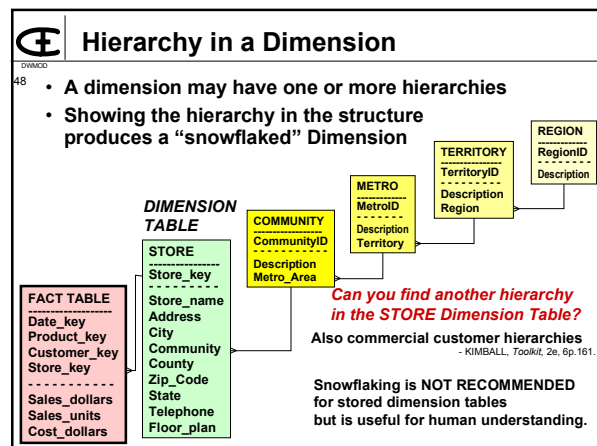 Hierarchy in a Dimension
DWMOD
48
• A dimension may have one or more hierarchies
• Showing the hierarchy in the structure
produces a “snowflaked” Dimension
REGION
RegionID
Description
TERRITORY
TerritoryID
Description
Region
METRO
MetroID
Description
Territory
COMMUNITY
CommunityID
Description
Metro_Area
DIMENSION
TABLE
STORE
Store_key
Store_name
Address
City
Community
County
Zip_Code
State
Telephone
Floor_plan
FACT TABLE
Date_key
Product_key
Customer_key
Store_key
Sales_dollars
Sales_units
Cost_dollars
Can you find another hierarchy
in the STORE Dimension Table?
Also commercial customer hierarchies
- KIMBALL, Toolkit, 2e, 6p.161.
Snowflaking is NOT RECOMMENDED
for stored dimension tables
but is useful for human understanding.